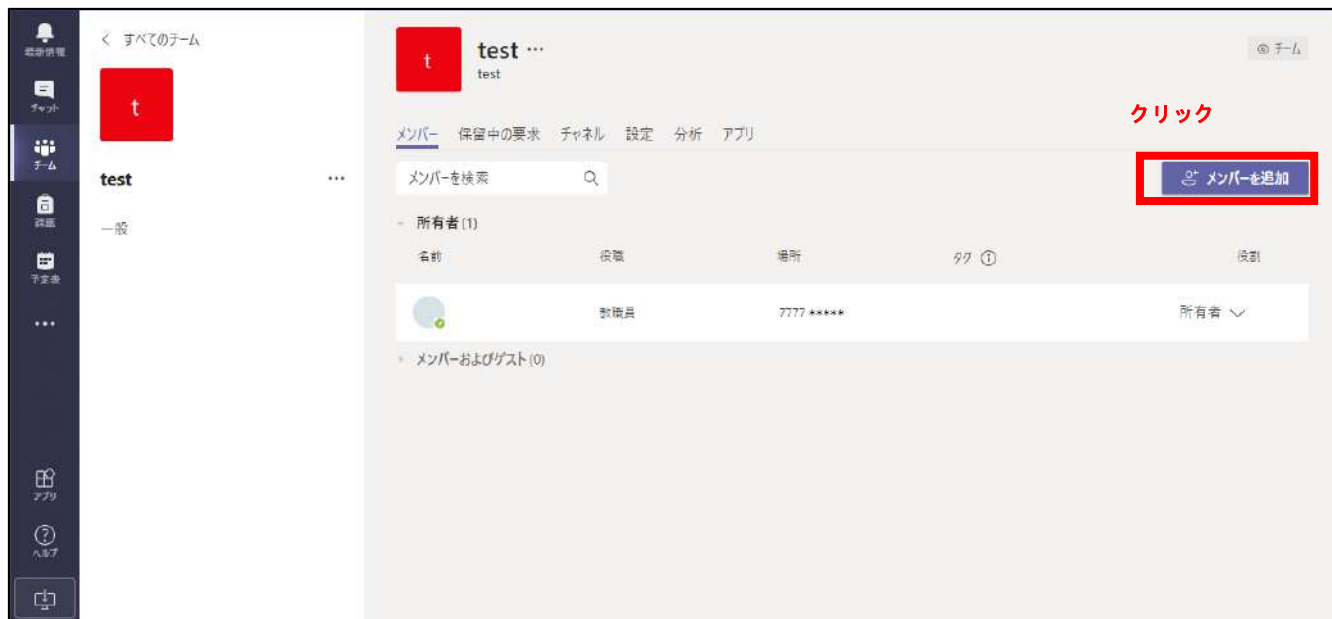 最新情報
チャット
チーム
課題
予定表
アプリ
ヘルプ
すべてのチーム
t
test
一般
t
test
test
チーム
クリック
メンバー 保留中の要求 チャネル 設定 分析 アプリ
メンバーを検索
メンバーを追加
所有者(1)
名前 役職 場所 タグ 役割
教職員 7777 ***** 所有者
メンバーおよびゲスト(0)